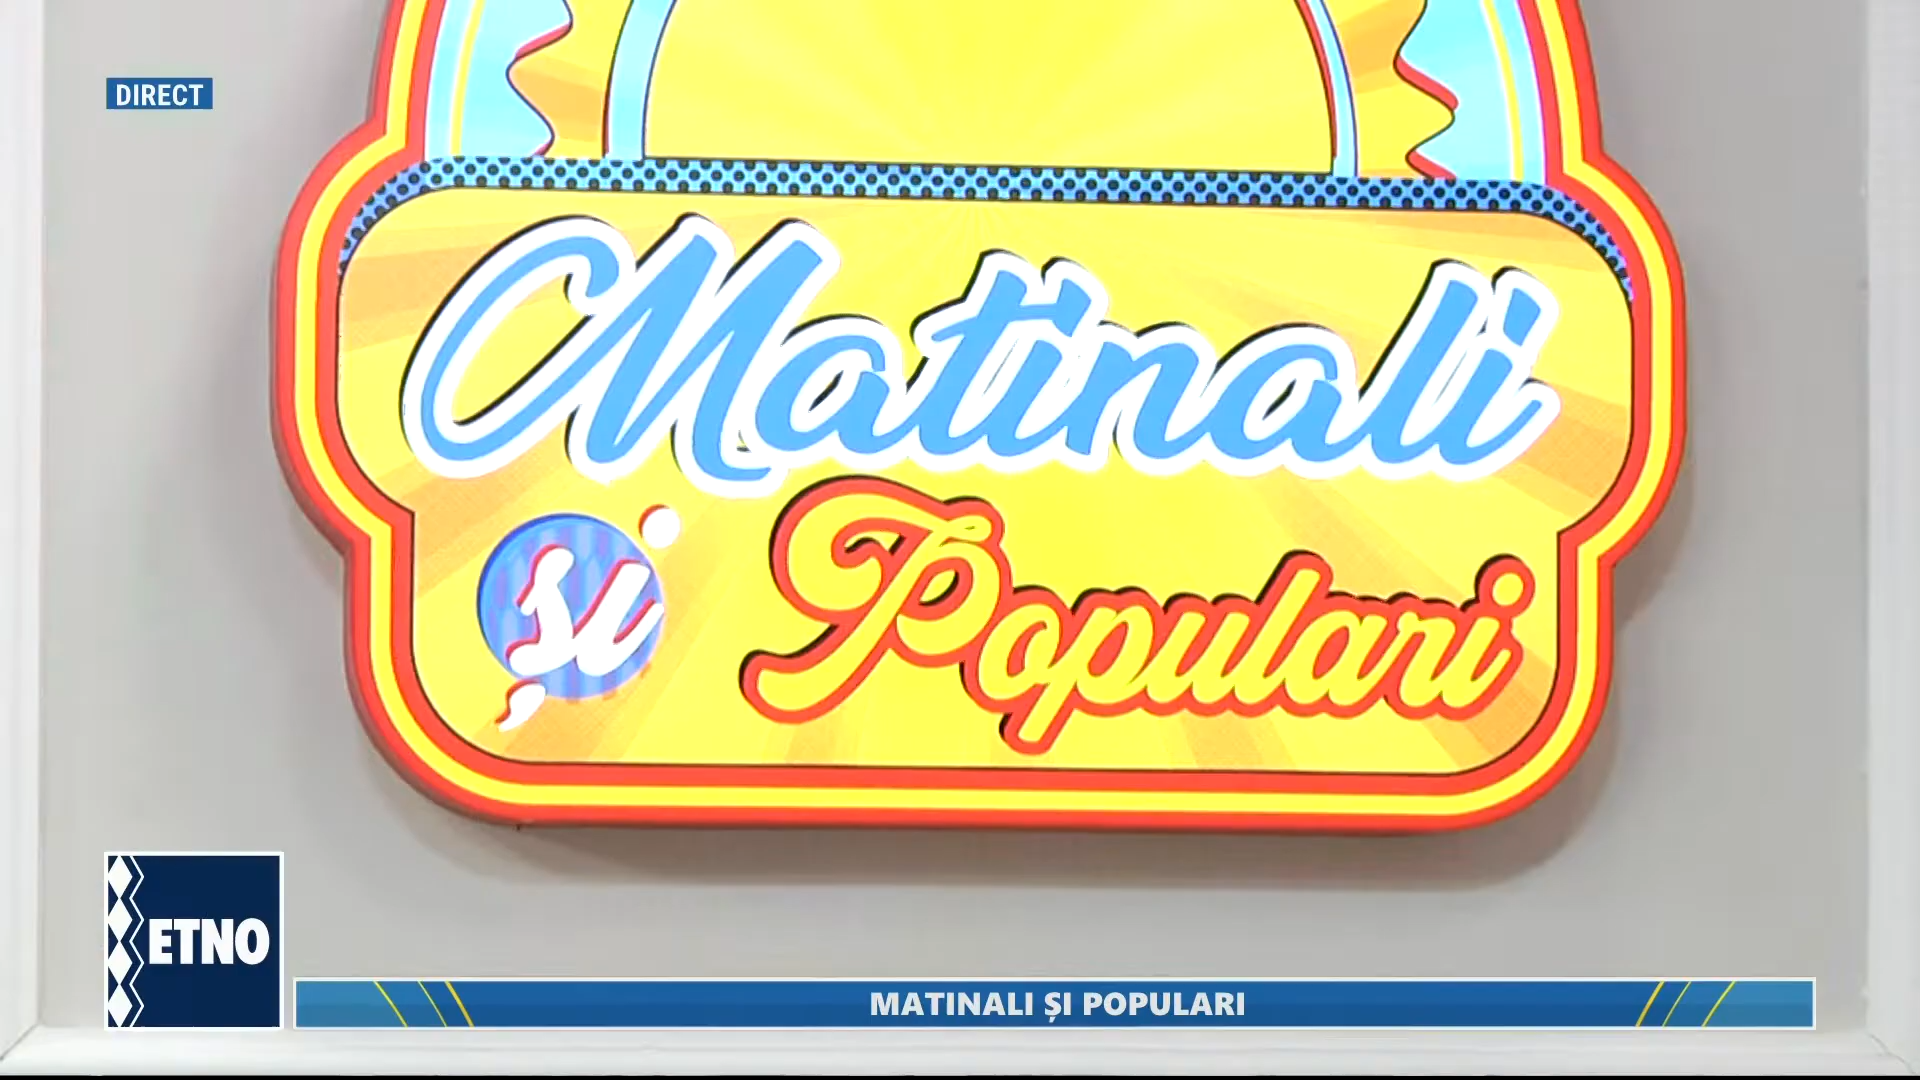 DIRECT
Matinali
și Populari
ETNO
MATINALI ȘI POPULARI